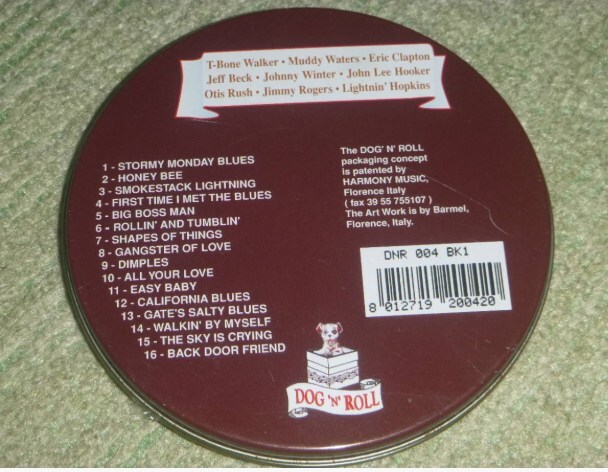 T-Bone Walker • Muddy Waters • Eric Clapton
Jeff Beck • Johnny Winter • John Lee Hooker
Otis Rush • Jimmy Rogers • Lightnin' Hopkins
1 - STORMY MONDAY BLUES
2 - HONEY BEE
3 - SMOKESTACK LIGHTNING
4 - FIRST TIME I MET THE BLUES
5 - BIG BOSS MAN
6 - ROLLIN' AND TUMBLIN'
7 - SHAPES OF THINGS
8 - GANGSTER OF LOVE
9 - DIMPLES
10 - ALL YOUR LOVE
11 - EASY BABY
12 - CALIFORNIA BLUES
13 - GATE'S SALTY BLUES
14 - WALKIN' BY MYSELF
15 - THE SKY IS CRYING
16 - BACK DOOR FRIEND
The DOG' N' ROLL
packaging concept
is patented by
HARMONY MUSIC,
Florence Italy
( fax 39 55 755107 )
The Art Work is by Barmel,
Florence, Italy.
DNR 004 BK1
8 012719 200420
DOG 'N' ROLL